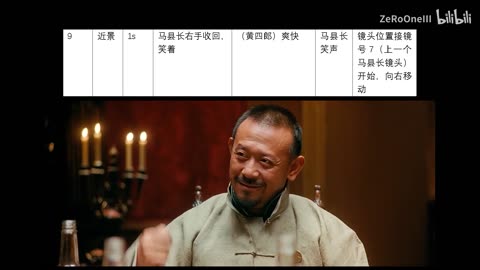 ZeRoOneIII bilibili
9 近景 1s 马县长右手收回， （黄四郎）爽快 马县长 镜头位置接镜
笑着 笑声 号 7（上一个
马县长镜头）
开始，向右移
动